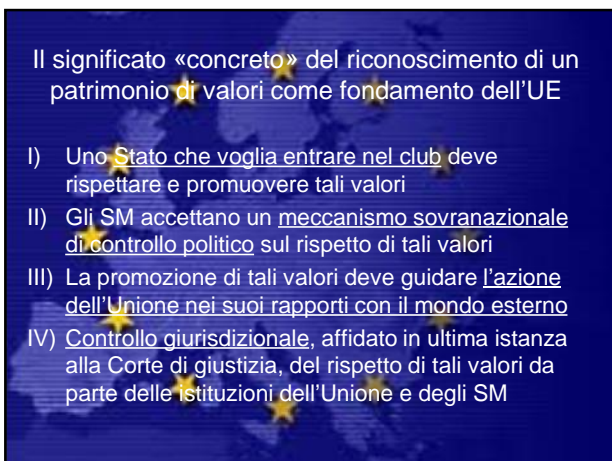 Il significato «concreto» del riconoscimento di un
patrimonio di valori come fondamento dell'UE
I) Uno Stato che voglia entrare nel club deve
rispettare e promuovere tali valori
II) Gli SM accettano un meccanismo sovranazionale
di controllo politico sul rispetto di tali valori
III) La promozione di tali valori deve guidare l'azione
dell'Unione nei suoi rapporti con il mondo esterno
IV) Controllo giurisdizionale, affidato in ultima istanza
alla Corte di giustizia, del rispetto di tali valori da
parte delle istituzioni dell'Unione e degli SM